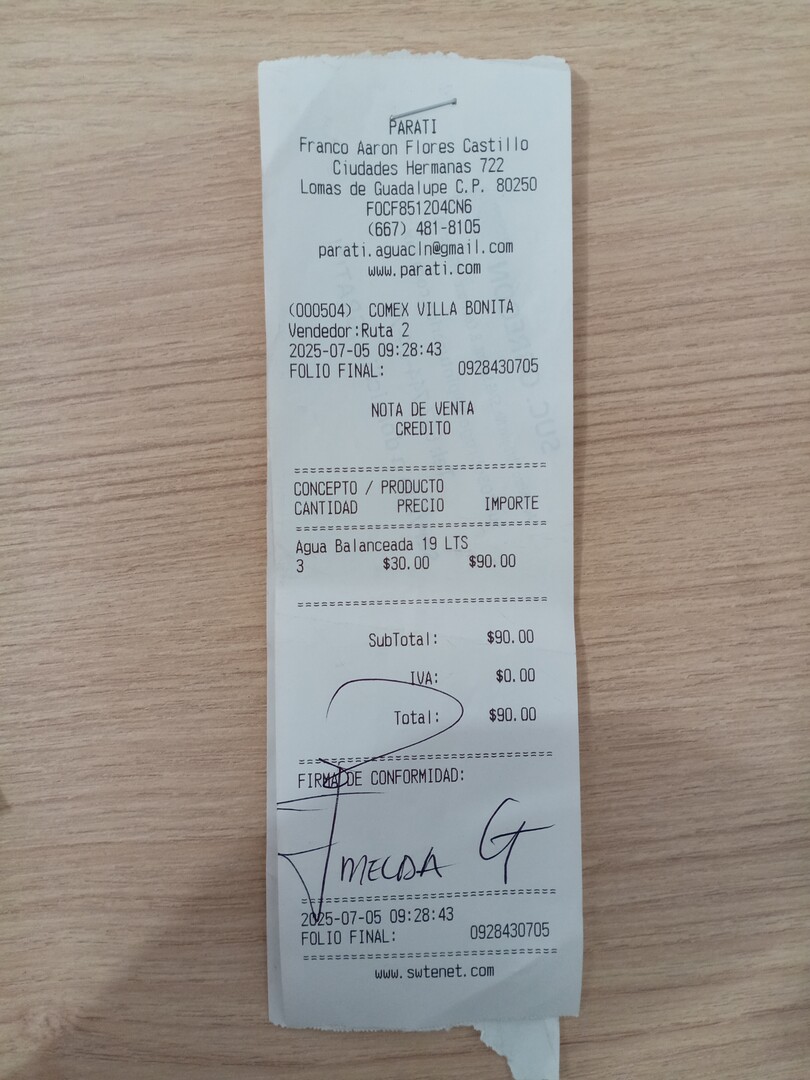 PARATI
Franco Aaron Flores Castillo
Ciudades Hermanas 722
Lomas de Guadalupe C.P. 80250
FOCF851204CN6
(667) 481-8105
parati.aguacln@gmail.com
www.parati.com
(000504) COMEX VILLA BONITA
Vendedor:Ruta 2
2025-07-05 09:28:43
FOLIO FINAL: 0928430705
NOTA DE VENTA
CREDITO
================================
CONCEPTO / PRODUCTO
CANTIDAD PRECIO IMPORTE
================================
Agua Balanceada 19 LTS
3 $30.00 $90.00
================================
SubTotal: $90.00
IVA: $0.00
Total: $90.00
================================
FIRMA DE CONFORMIDAD:
Imelda G
================================
2025-07-05 09:28:43
FOLIO FINAL: 0928430705
================================
www.swtenet.com